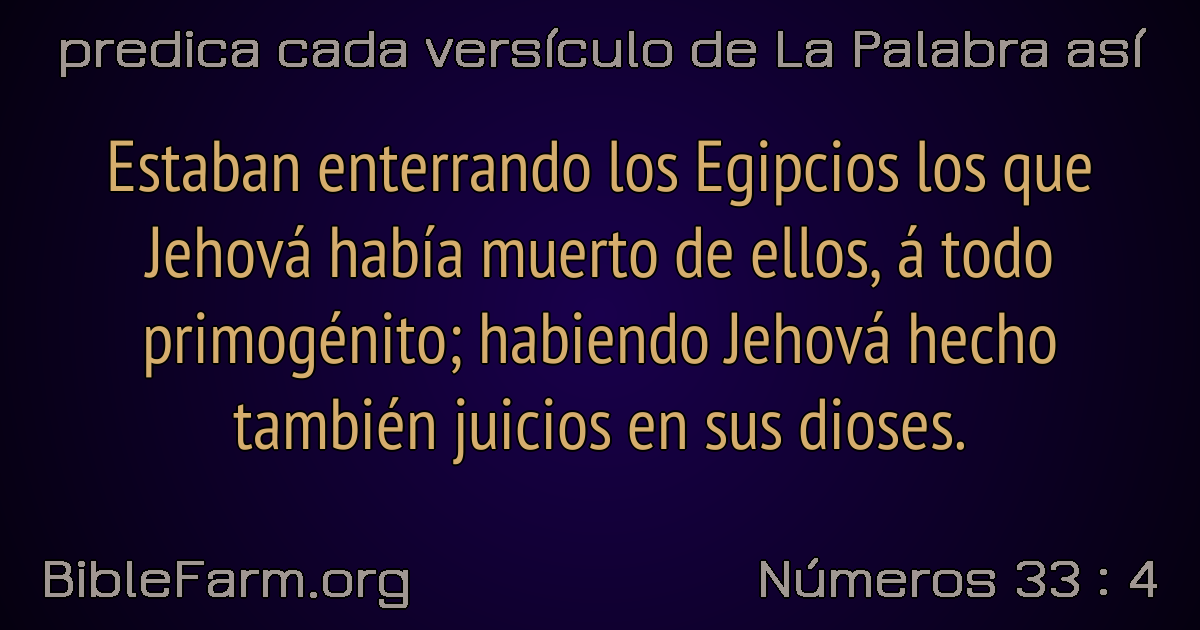 predica cada versículo de La Palabra así
Estaban enterrando los Egipcios los que
Jehová había muerto de ellos, á todo
primogénito; habiendo Jehová hecho
también juicios en sus dioses.
BibleFarm.org
Números 33 : 4